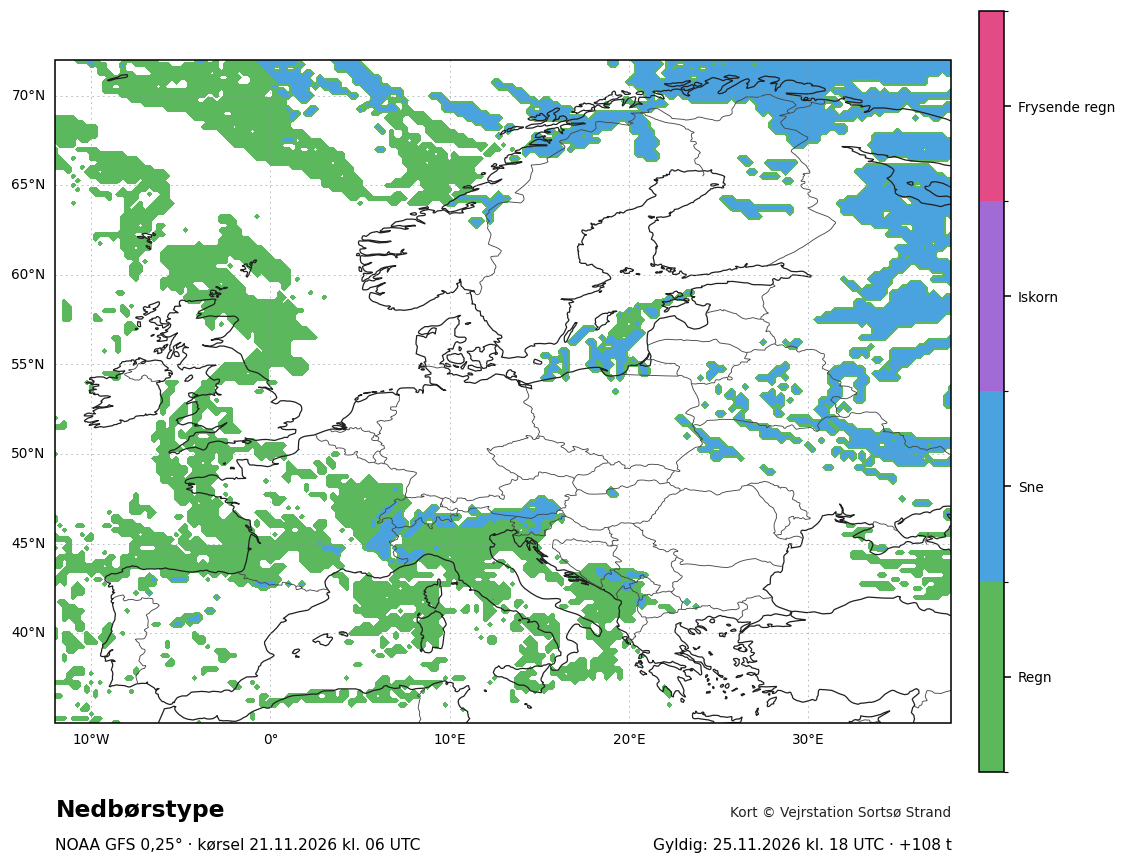 70°N
65°N
60°N
55°N
50°N
45°N
40°N
10°W
0°
10°E
20°E
30°E
Frysende regn
Iskorn
Sne
Regn
Nedbørstype
Kort © Vejrstation Sortsø Strand
NOAA GFS 0,25° · kørsel 21.11.2026 kl. 06 UTC
Gyldig: 25.11.2026 kl. 18 UTC · +108 t